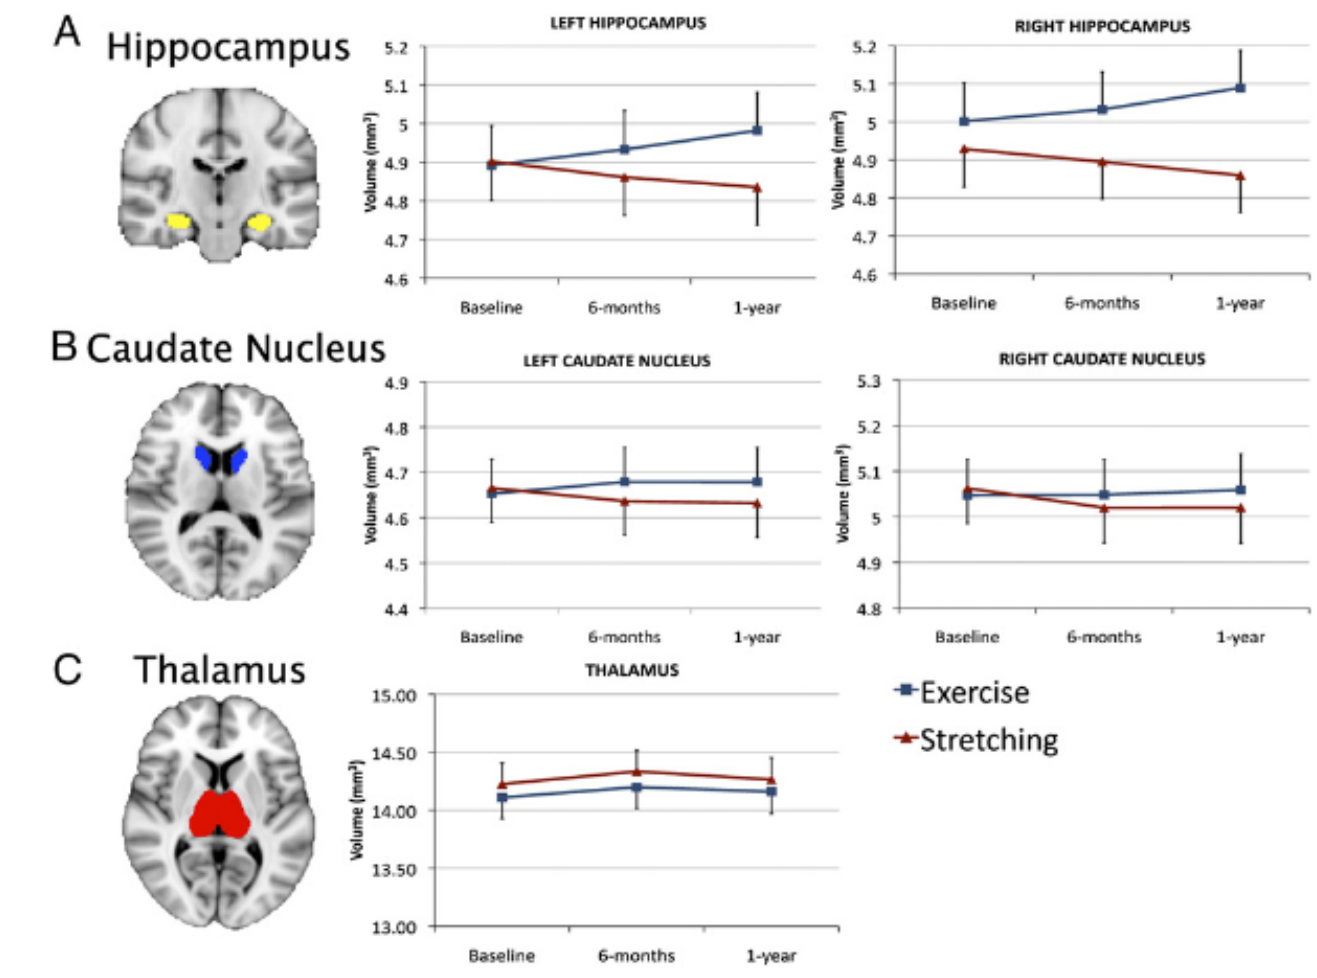 A
Hippocampus
LEFT HIPPOCAMPUS
Volume (mm³)
5.2
5.1
5
4.9
4.8
4.7
4.6
Baseline 6-months 1-year
RIGHT HIPPOCAMPUS
Volume (mm³)
5.2
5.1
5
4.9
4.8
4.7
4.6
Baseline 6-months 1-year
B Caudate Nucleus
LEFT CAUDATE NUCLEUS
Volume (mm³)
4.9
4.8
4.7
4.6
4.5
4.4
Baseline 6-months 1-year
RIGHT CAUDATE NUCLEUS
Volume (mm³)
5.3
5.2
5.1
5
4.9
4.8
Baseline 6-months 1-year
C Thalamus
THALAMUS
Volume (mm³)
15.00
14.50
14.00
13.50
13.00
Baseline 6-months 1-year
Exercise
Stretching